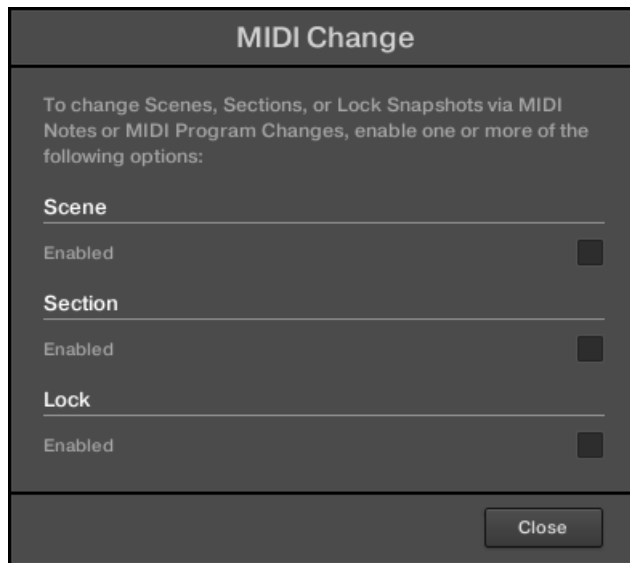 MIDI Change
To change Scenes, Sections, or Lock Snapshots via MIDI
Notes or MIDI Program Changes, enable one or more of the
following options:
Scene
Enabled
Section
Enabled
Lock
Enabled
Close